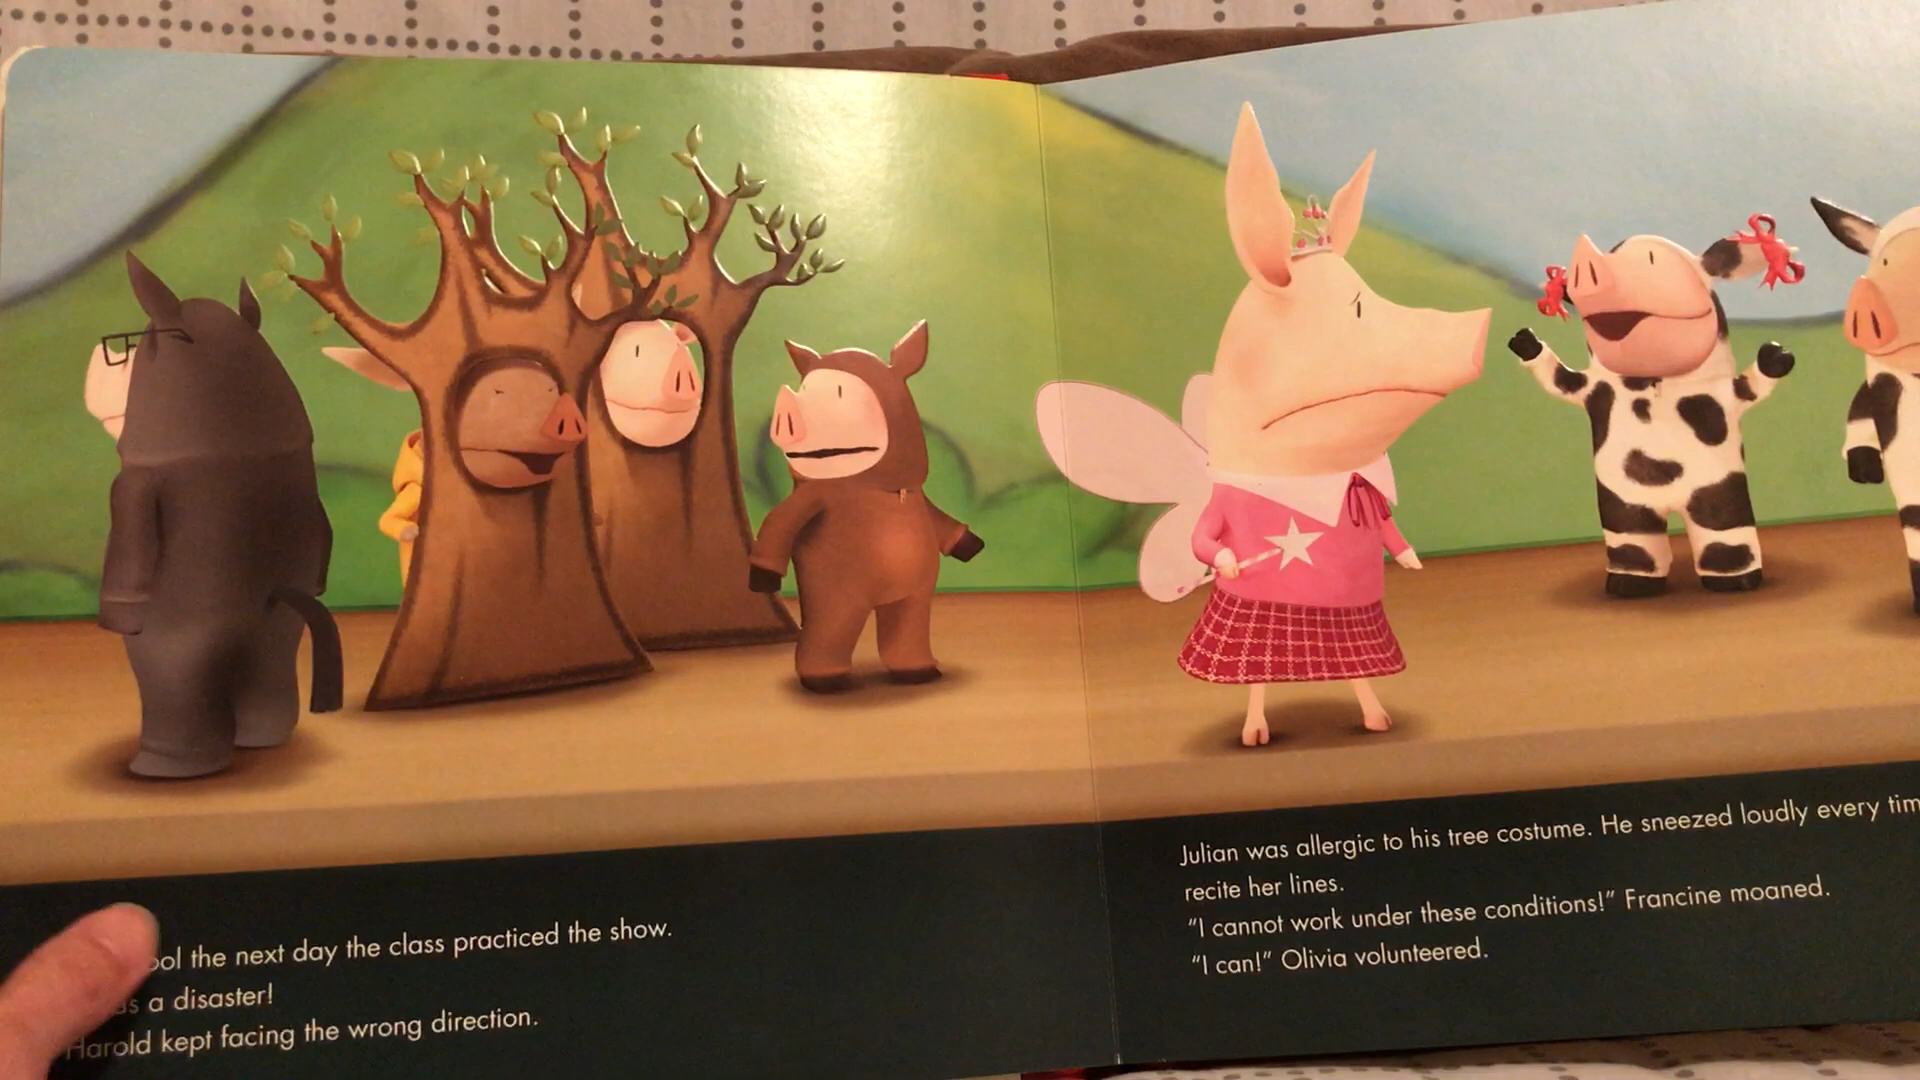 ool the next day the class practiced the show.
as a disaster!
Harold kept facing the wrong direction.
Julian was allergic to his tree costume. He sneezed loudly every tim
recite her lines.
"I cannot work under these conditions!" Francine moaned.
"I can!" Olivia volunteered.